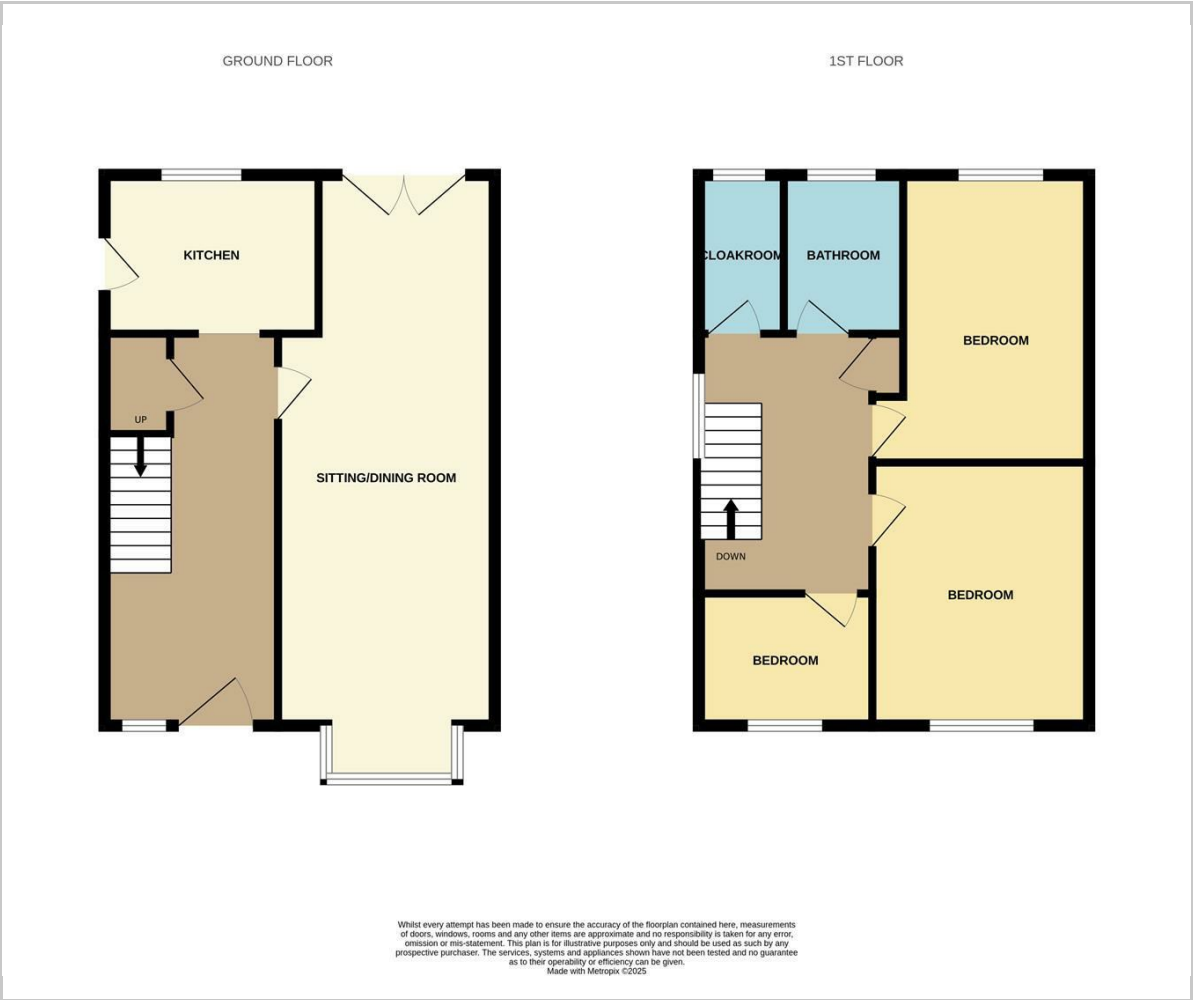 GROUND FLOOR
1ST FLOOR
KITCHEN
UP
SITTING/DINING ROOM
CLOAKROOM
BATHROOM
BEDROOM
DOWN
BEDROOM
BEDROOM
Whilst every attempt has been made to ensure the accuracy of the floorplan contained here, measurements
of doors, windows, rooms and any other items are approximate and no responsibility is taken for any error,
omission or mis-statement. This plan is for illustrative purposes only and should be used as such by any
prospective purchaser. The services, systems and appliances shown have not been tested and no guarantee
as to their operability or efficiency can be given.
Made with Metropix ©2025